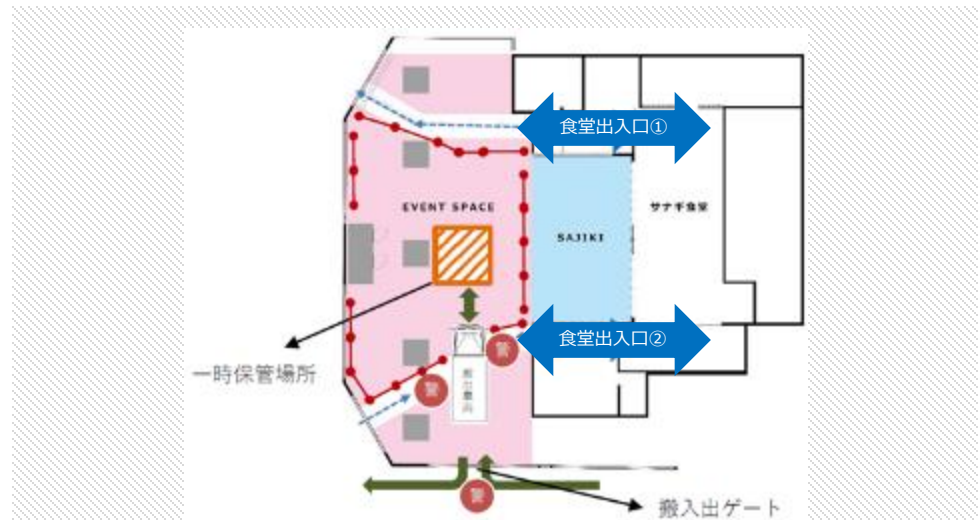 食堂出入口①
EVENT SPACE
SAJIKI
サナギ食堂
食堂出入口②
一時保管場所
警
警
警
搬入出ゲート